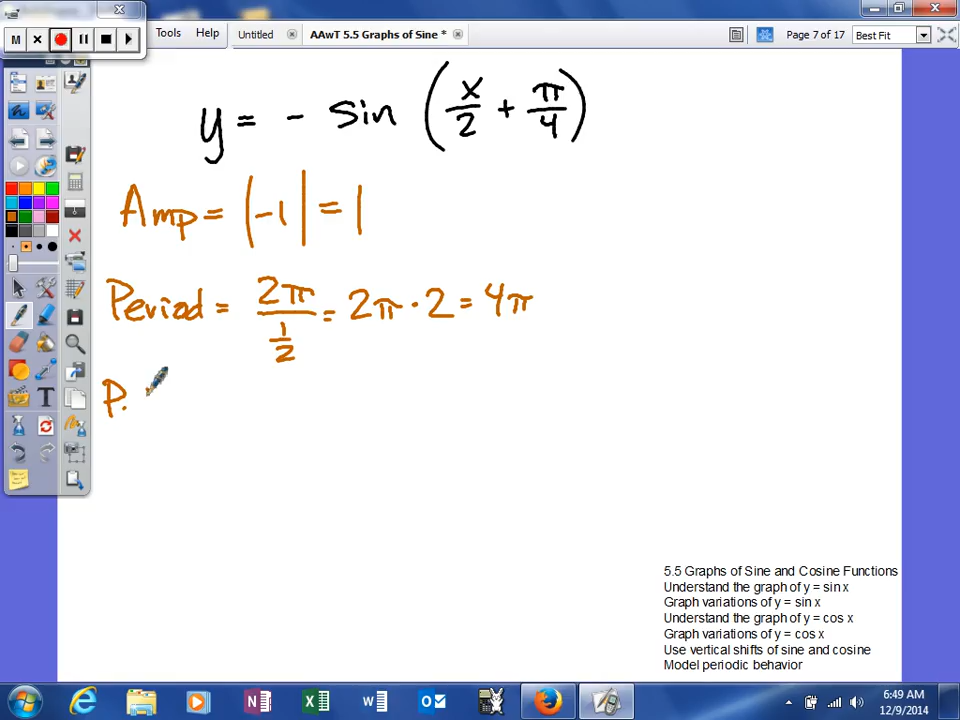 M
Tools Help Untitled AAwT 5.5 Graphs of Sine * Page 7 of 17 Best Fit
y = - sin (x/2 + π/4)
Amp = |-1| = 1
Period = 2π/(1/2) = 2π · 2 = 4π
P.
5.5 Graphs of Sine and Cosine Functions
Understand the graph of y = sin x
Graph variations of y = sin x
Understand the graph of y = cos x
Graph variations of y = cos x
Use vertical shifts of sine and cosine
Model periodic behavior
6:49 AM
12/9/2014